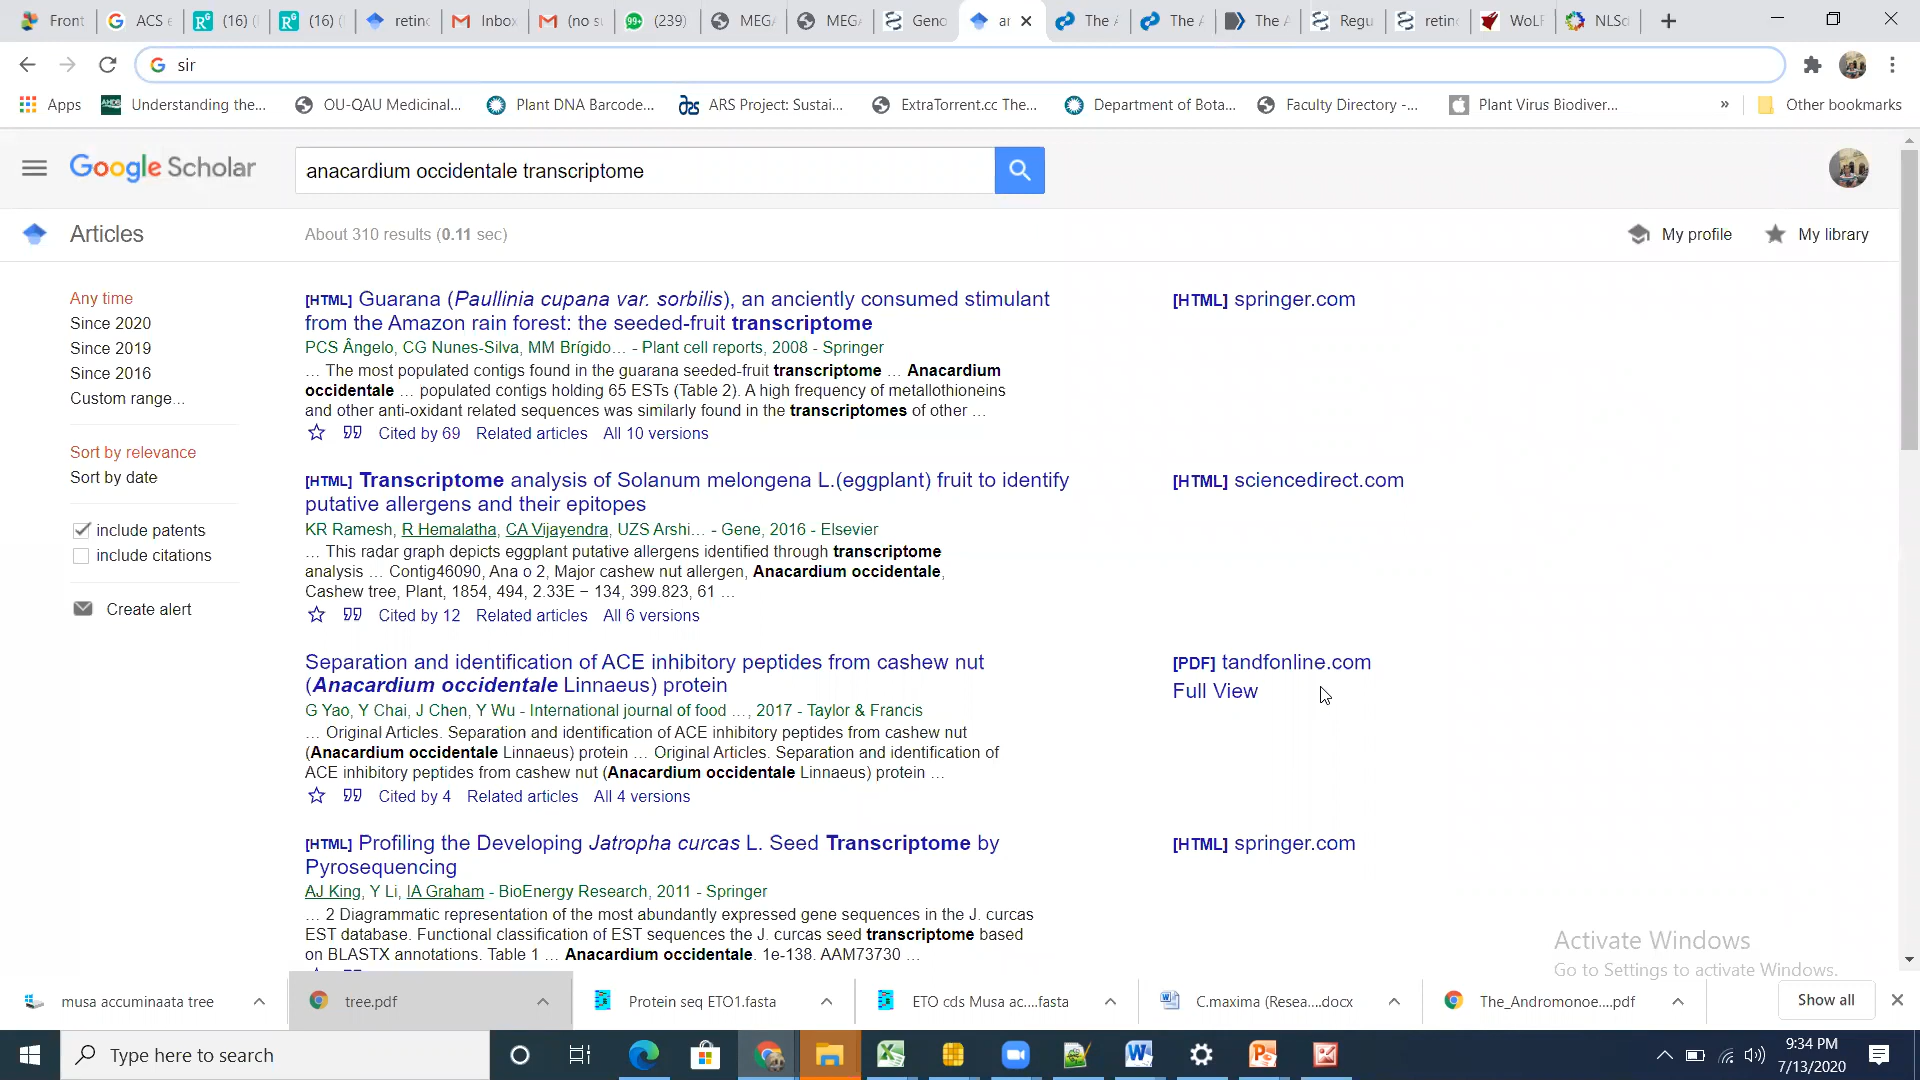 Front
ACS e
(16) (
(16) (
retinc
Inbox
(no su
(239)
MEGA
MEGA
Geno
ar
The A
The A
The A
Regu
retino
WoLF
NLSd
sir
Apps
Understanding the...
OU-QAU Medicinal...
Plant DNA Barcode...
ARS Project: Sustai...
ExtraTorrent.cc The...
Department of Bota...
Faculty Directory -...
Plant Virus Biodiver...
»
Other bookmarks
Google Scholar
anacardium occidentale transcriptome
Articles
About 310 results (0.11 sec)
My profile
My library
Any time
Since 2020
Since 2019
Since 2016
Custom range...
Sort by relevance
Sort by date
include patents
include citations
Create alert
[HTML] Guarana (Paullinia cupana var. sorbilis), an anciently consumed stimulant
from the Amazon rain forest: the seeded-fruit transcriptome
PCS Ângelo, CG Nunes-Silva, MM Brígido... - Plant cell reports, 2008 - Springer
... The most populated contigs found in the guarana seeded-fruit transcriptome ... Anacardium
occidentale ... populated contigs holding 65 ESTs (Table 2). A high frequency of metallothioneins
and other anti-oxidant related sequences was similarly found in the transcriptomes of other ...
Cited by 69 Related articles All 10 versions
[HTML] springer.com
[HTML] Transcriptome analysis of Solanum melongena L.(eggplant) fruit to identify
putative allergens and their epitopes
KR Ramesh, R Hemalatha, CA Vijayendra, UZS Arshi... - Gene, 2016 - Elsevier
... This radar graph depicts eggplant putative allergens identified through transcriptome
analysis ... Contig46090, Ana o 2, Major cashew nut allergen, Anacardium occidentale,
Cashew tree, Plant, 1854, 494, 2.33E − 134, 399.823, 61 ...
Cited by 12 Related articles All 6 versions
[HTML] sciencedirect.com
Separation and identification of ACE inhibitory peptides from cashew nut
(Anacardium occidentale Linnaeus) protein
G Yao, Y Chai, J Chen, Y Wu - International journal of food ..., 2017 - Taylor & Francis
... Original Articles. Separation and identification of ACE inhibitory peptides from cashew nut
(Anacardium occidentale Linnaeus) protein ... Original Articles. Separation and identification of
ACE inhibitory peptides from cashew nut (Anacardium occidentale Linnaeus) protein ...
Cited by 4 Related articles All 4 versions
[PDF] tandfonline.com
Full View
[HTML] Profiling the Developing Jatropha curcas L. Seed Transcriptome by
Pyrosequencing
AJ King, Y Li, IA Graham - BioEnergy Research, 2011 - Springer
... 2 Diagrammatic representation of the most abundantly expressed gene sequences in the J. curcas
EST database. Functional classification of EST sequences the J. curcas seed transcriptome based
on BLASTX annotations. Table 1 ... Anacardium occidentale. 1e-138. AAM73730 ...
[HTML] springer.com
Activate Windows
Go to Settings to activate Windows.
musa accuminaata tree
tree.pdf
Protein seq ETO1.fasta
ETO cds Musa ac....fasta
C.maxima (Resea....docx
The_Andromonoe....pdf
Show all
Type here to search
9:34 PM
7/13/2020